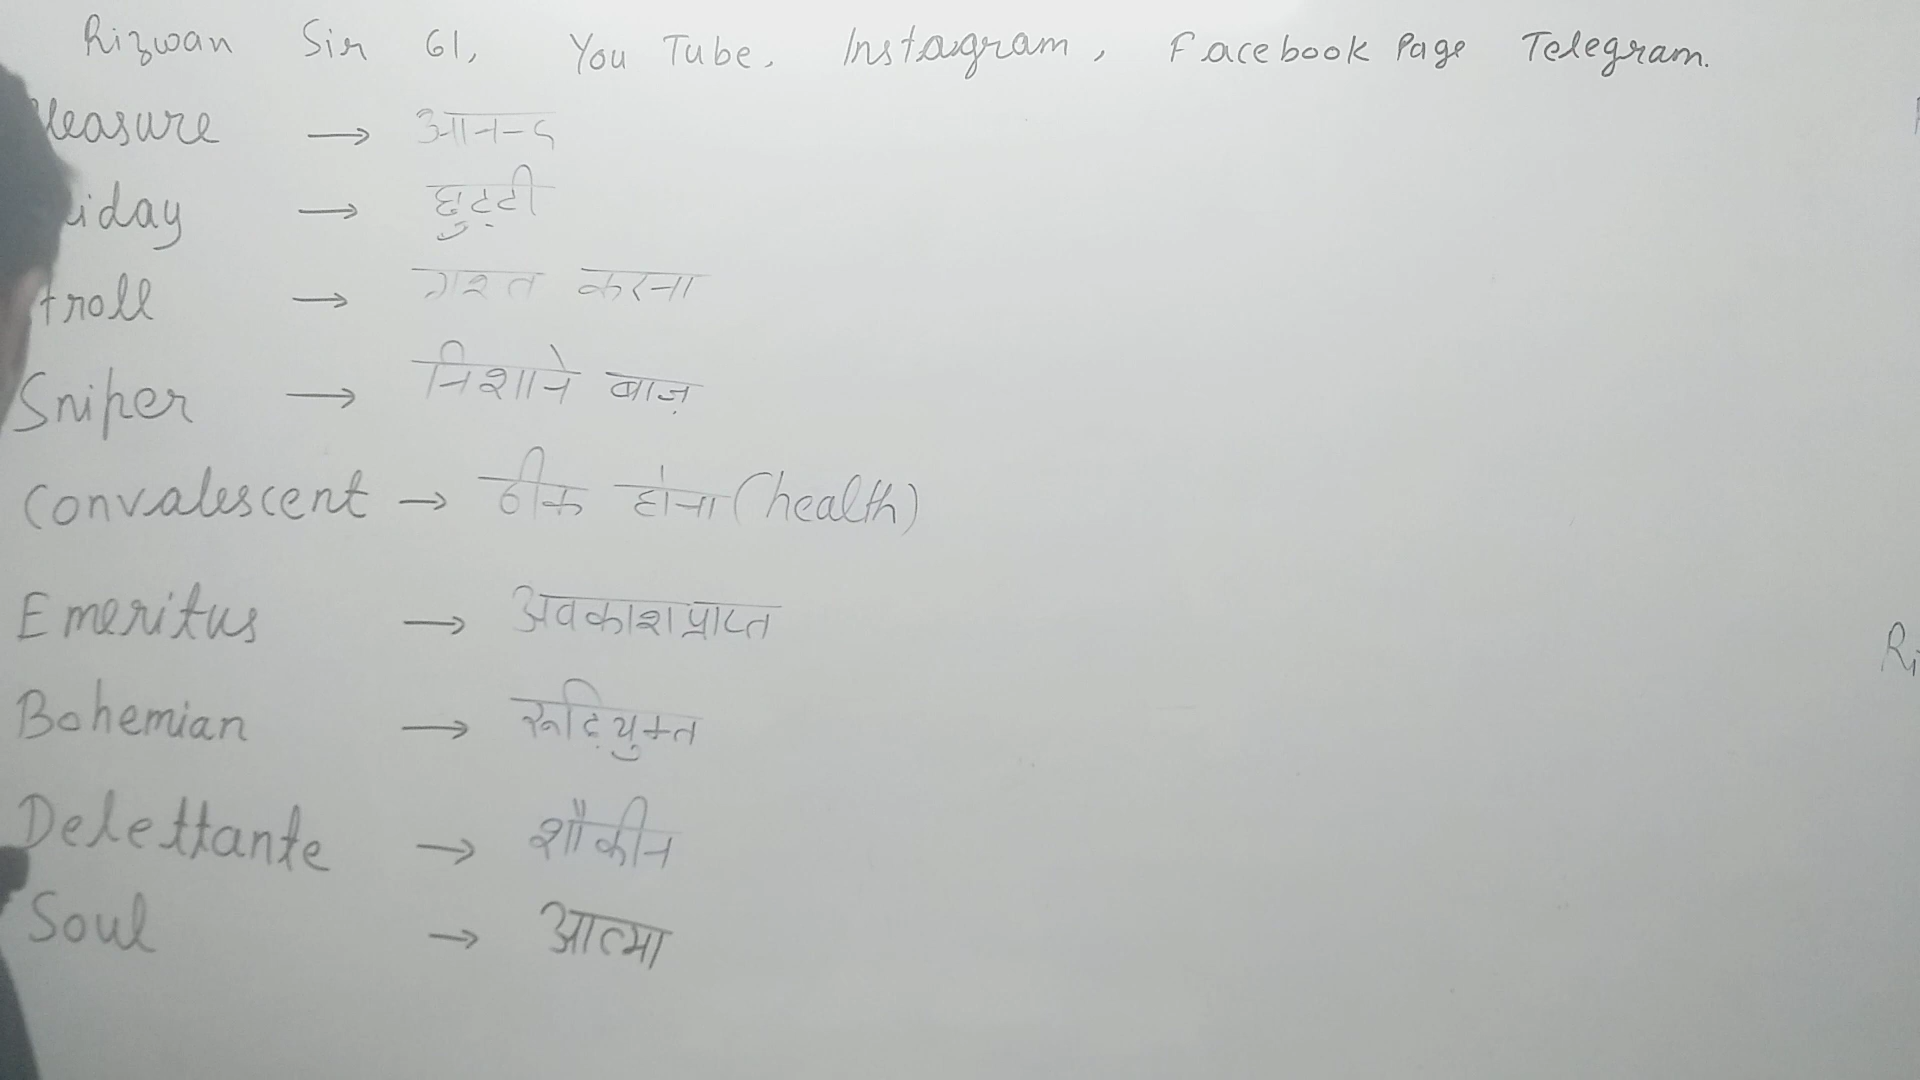 Rizwan Sir 61, You Tube, Instagram, Facebook Page Telegram.
leasure → आनन्द
iday → छुट्टी
troll → गश्त करना
Sniper → निशाने बाज़
Convalescent → ठीक होना (health)
Emeritus → अवकाशप्राप्त
Bohemian → रूढ़ियुक्त
Delettante → शौकीन
Soul → आत्मा